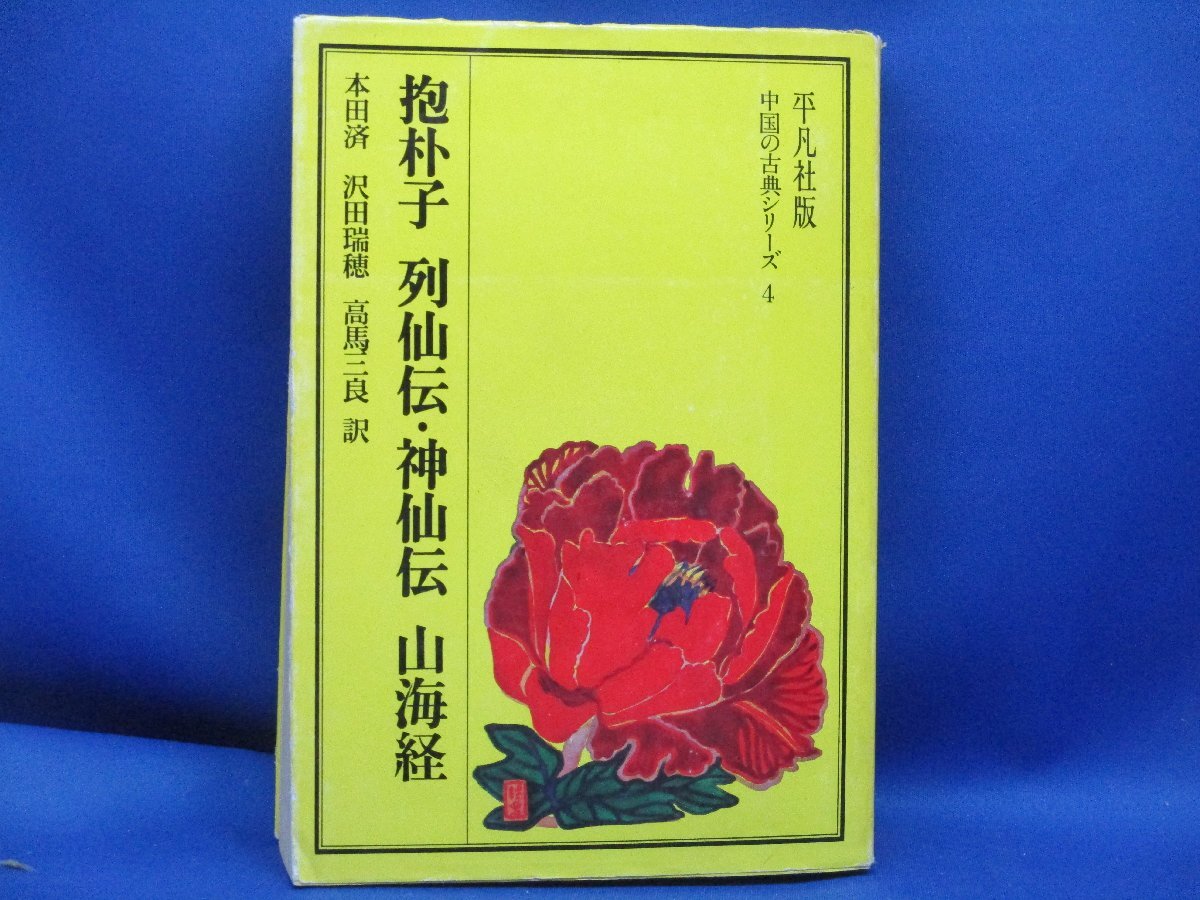 平凡社版
中国の古典シリーズ 4
抱朴子 列仙伝・神仙伝 山海経
本田済 沢田瑞穂 高馬三良 訳